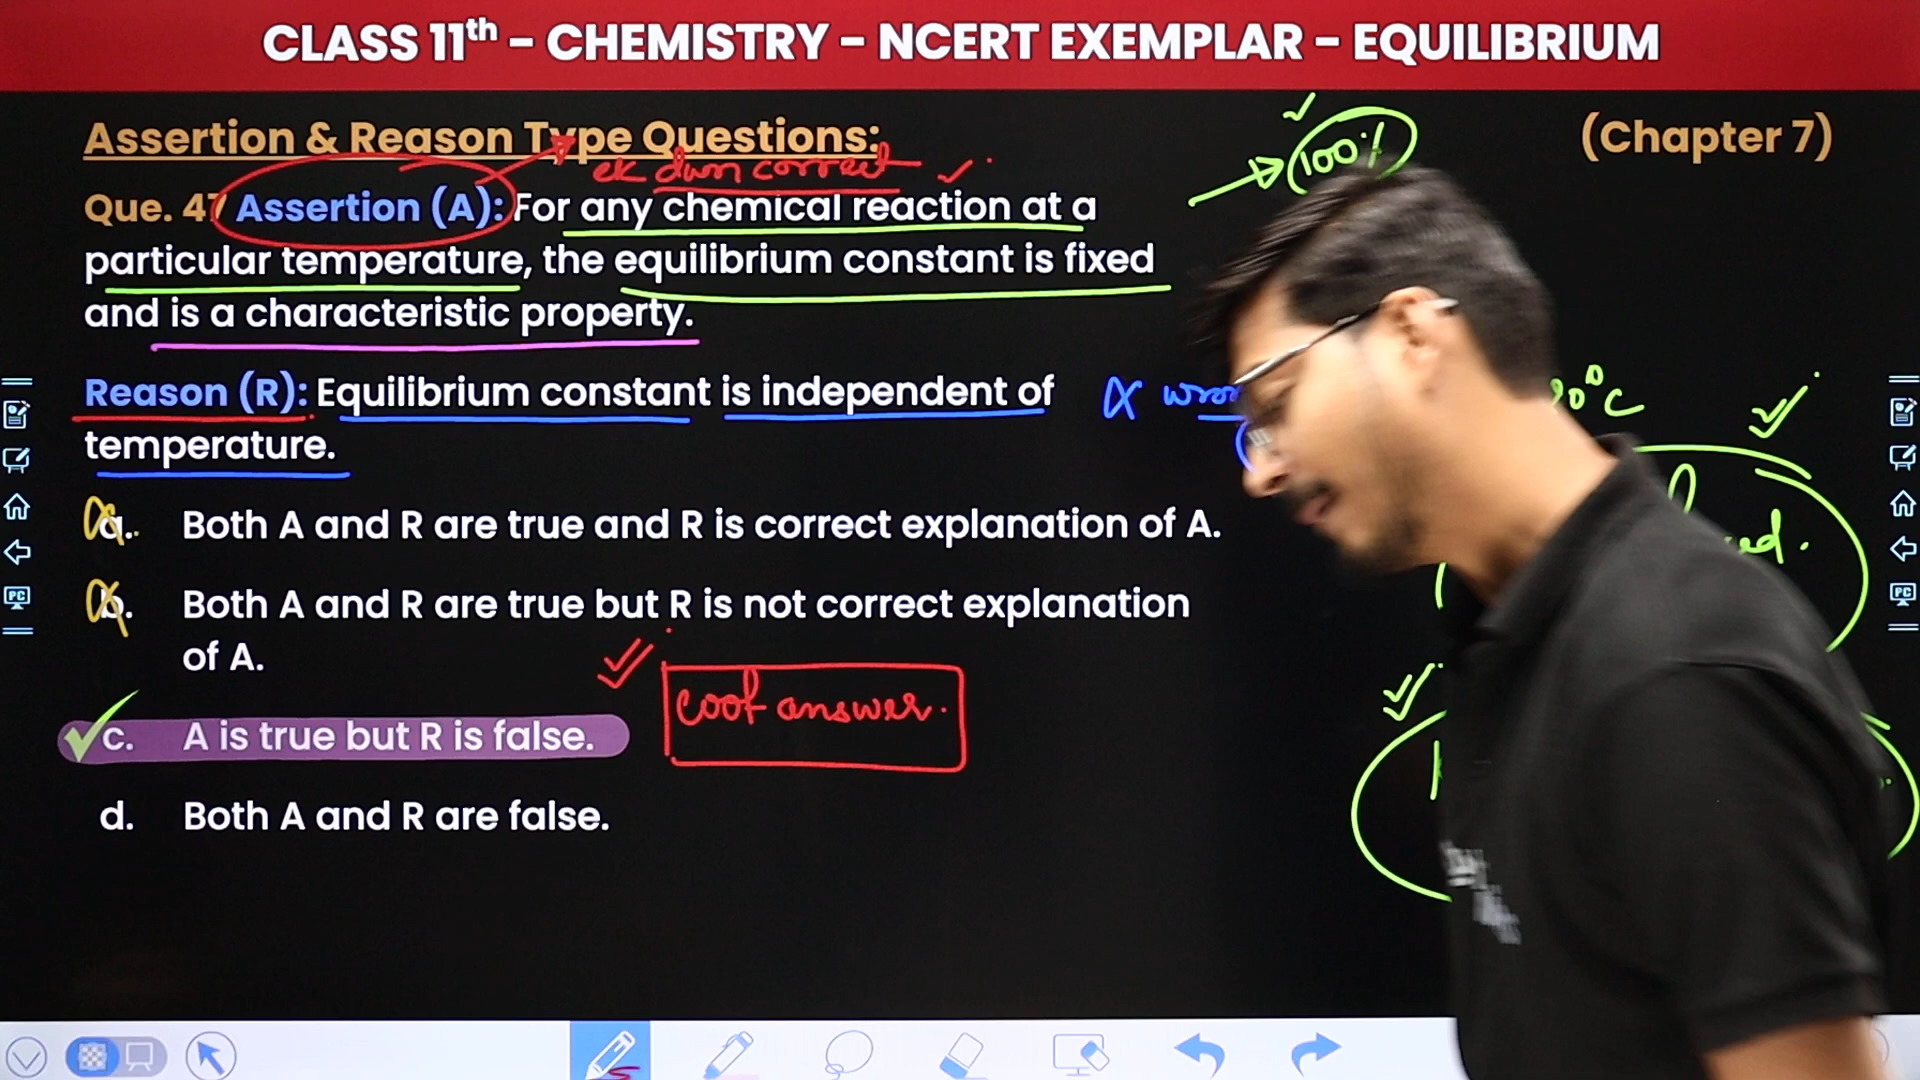 CLASS 11th - CHEMISTRY - NCERT EXEMPLAR - EQUILIBRIUM
Assertion & Reason Type Questions:
(Chapter 7)
100%
ek dum correct
Que. 47 Assertion (A): For any chemical reaction at a
particular temperature, the equilibrium constant is fixed
and is a characteristic property.
Reason (R): Equilibrium constant is independent of
temperature.
a. Both A and R are true and R is correct explanation of A.
b. Both A and R are true but R is not correct explanation
of A.
c. A is true but R is false.
answer.
d. Both A and R are false.
PC
PC